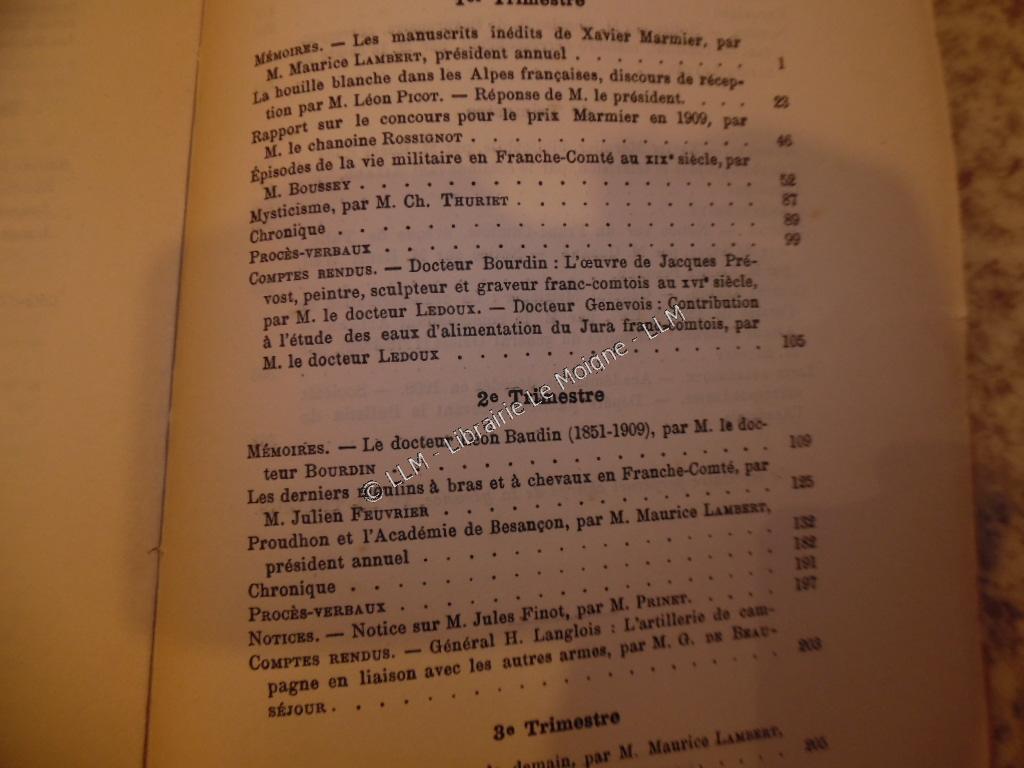 1er Trimestre
MÉMOIRES. — Les manuscrits inédits de Xavier Marmier, par
M. Maurice LAMBERT, président annuel . . . . . . . . . 1
La houille blanche dans les Alpes françaises, discours de récep-
tion par M. Léon PICOT. — Réponse de M. le président. . . . 23
Rapport sur le concours pour le prix Marmier en 1909, par
M. le chanoine ROSSIGNOT . . . . . . . . . . . . . 46
Épisodes de la vie militaire en Franche-Comté au XIXe siècle, par
M. BOUSSEY . . . . . . . . . . . . . . . . . 52
Mysticisme, par M. Ch. THURIET . . . . . . . . . . . 87
Chronique . . . . . . . . . . . . . . . . . . 89
PROCÈS-VERBAUX . . . . . . . . . . . . . . . . 99
COMPTES RENDUS. — Docteur Bourdin : L'œuvre de Jacques Pré-
vost, peintre, sculpteur et graveur franc-comtois au XVIe siècle,
par M. le docteur LEDOUX. — Docteur Genevois : Contribution
à l'étude des eaux d'alimentation du Jura franc-comtois, par
M. le docteur LEDOUX . . . . . . . . . . . . . 105
2e Trimestre
MÉMOIRES. — Le docteur Léon Baudin (1851-1909), par M. le doc-
teur BOURDIN . . . . . . . . . . . . . . . . 109
Les derniers moulins à bras et à chevaux en Franche-Comté, par
M. Julien FEUVRIER . . . . . . . . . . . . . . 125
Proudhon et l'Académie de Besançon, par M. Maurice LAMBERT,
président annuel . . . . . . . . . . . . . . . 132
Chronique . . . . . . . . . . . . . . . . . . 182
PROCÈS-VERBAUX . . . . . . . . . . . . . . . . 191
NOTICES. — Notice sur M. Jules Finot, par M. PRINET. . . . . 197
COMPTES RENDUS. — Général H. Langlois : L'artillerie de cam-
pagne en liaison avec les autres armes, par M. G. DE BEAU-
SÉJOUR . . . . . . . . . . . . . . . . . . 203
3e Trimestre
demain, par M. Maurice LAMBERT,
205
© LLM - Librairie Le Moigne - LLM